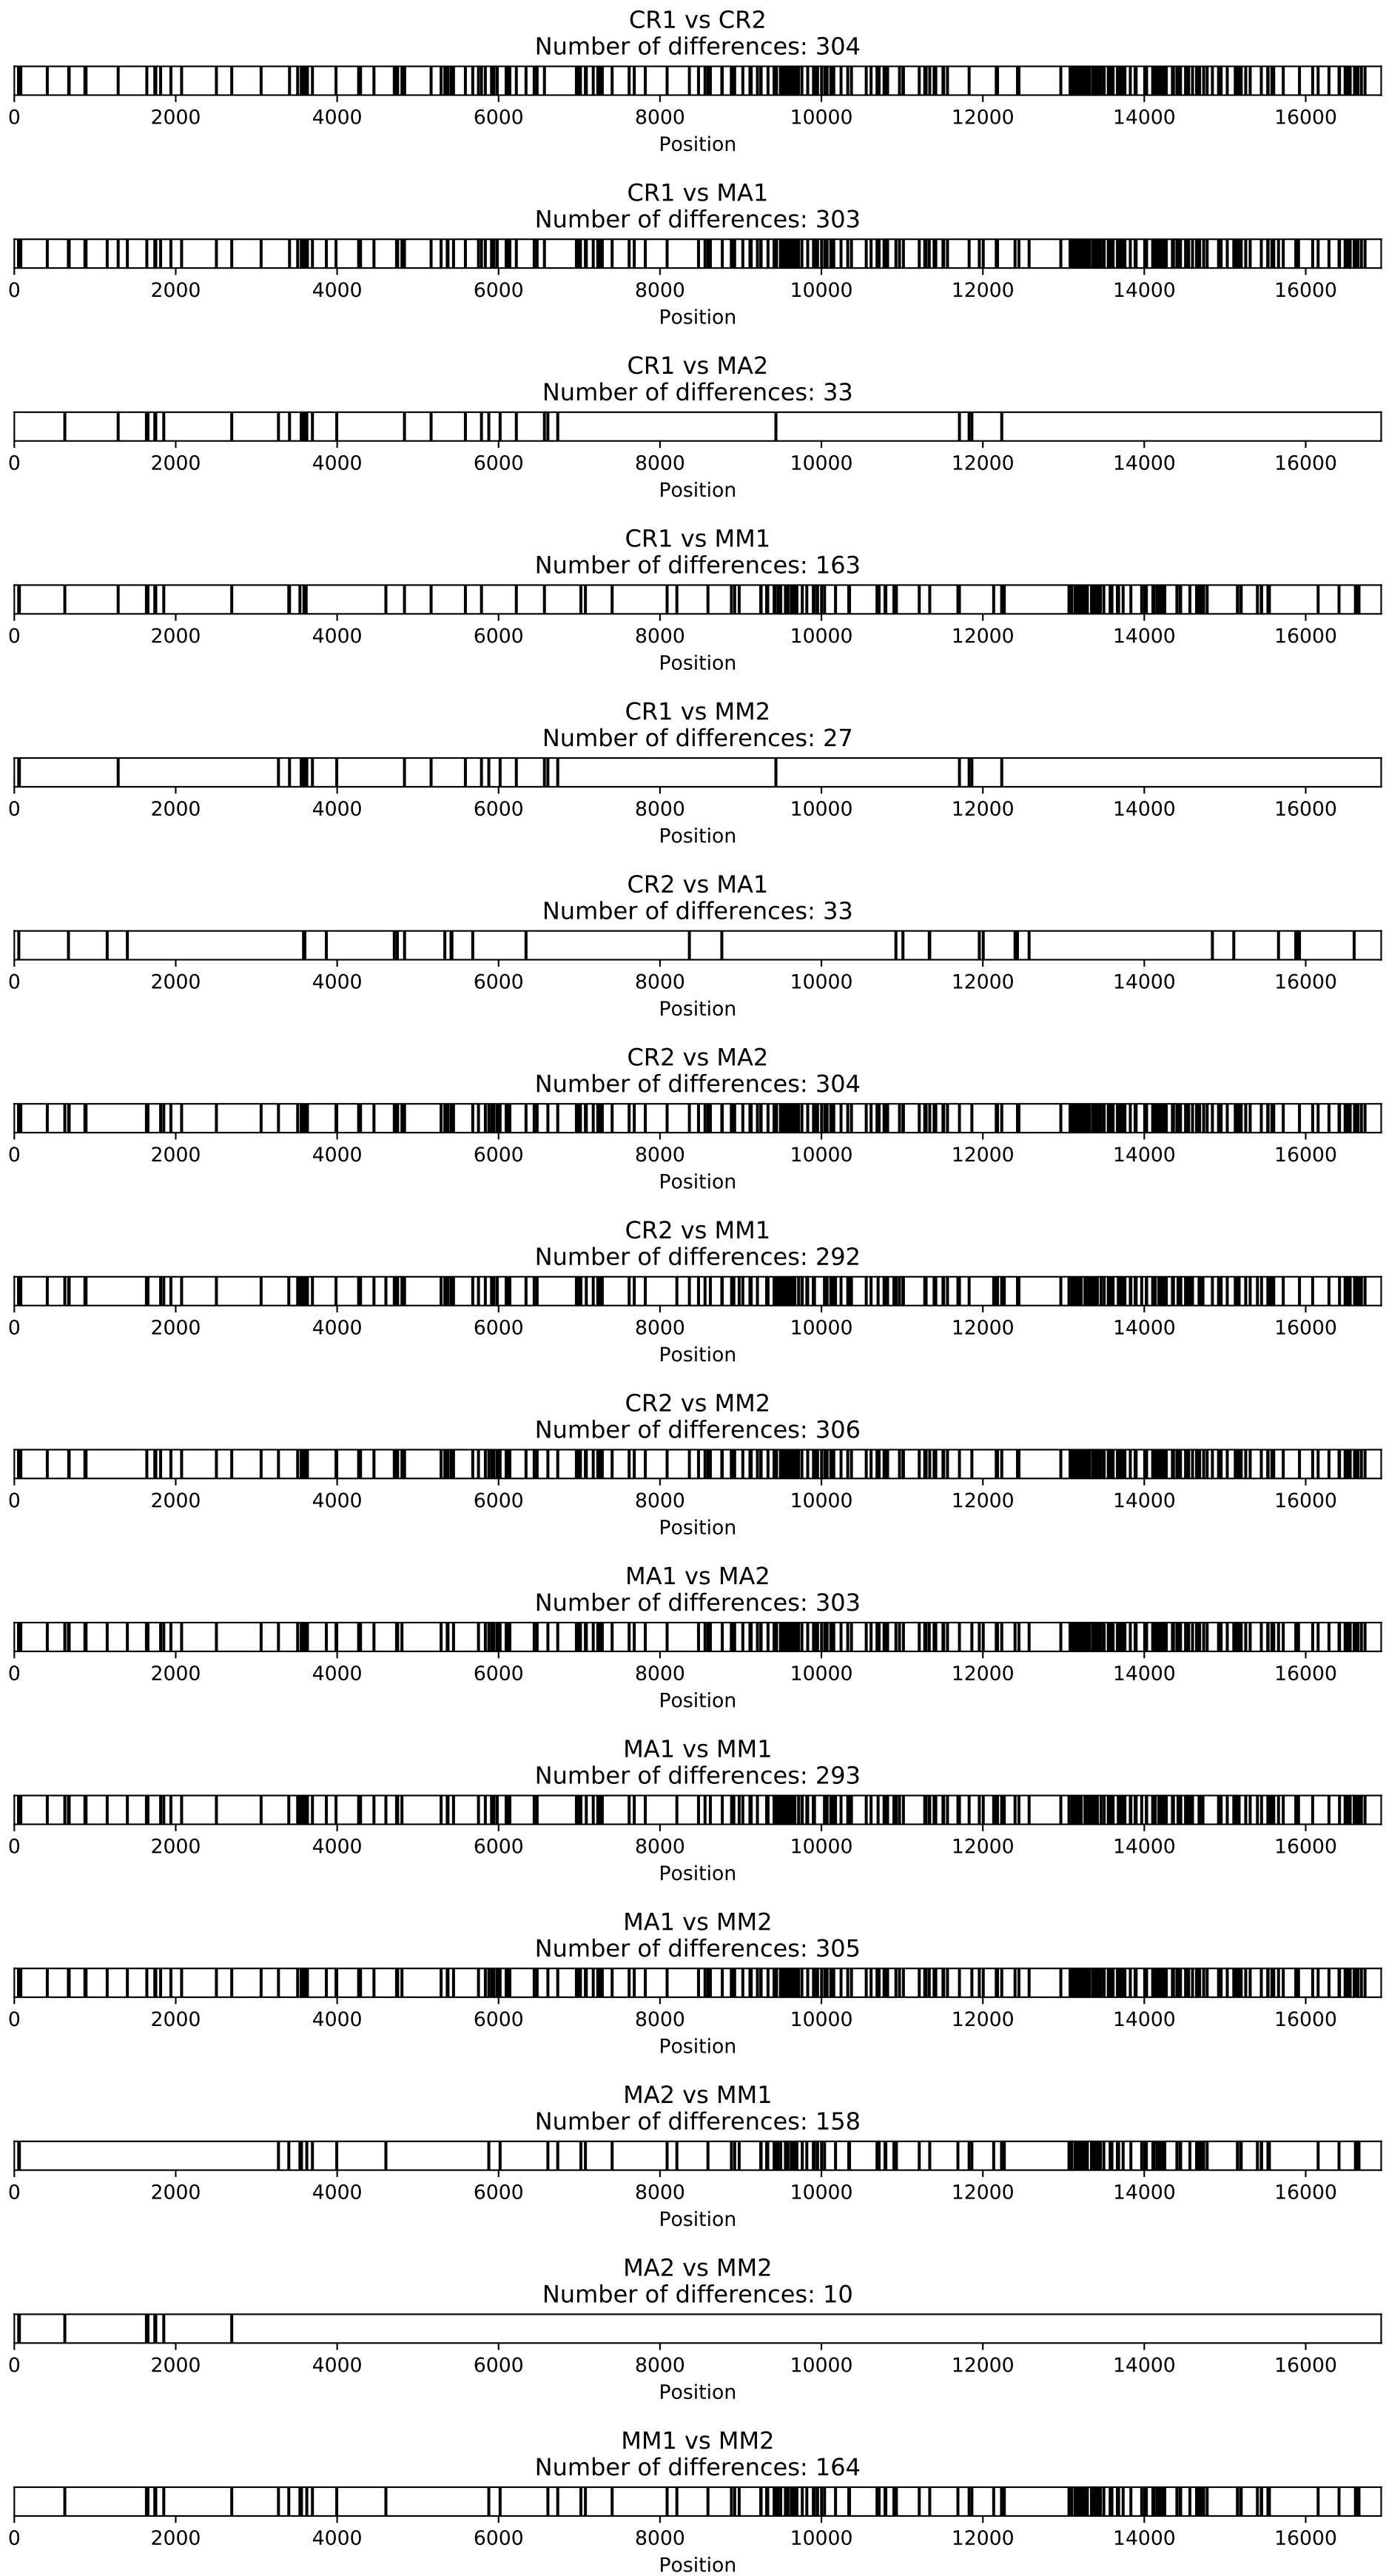 CR1 vs CR2
Number of differences: 304
0 2000 4000 6000 8000 10000 12000 14000 16000
Position
CR1 vs MA1
Number of differences: 303
0 2000 4000 6000 8000 10000 12000 14000 16000
Position
CR1 vs MA2
Number of differences: 33
0 2000 4000 6000 8000 10000 12000 14000 16000
Position
CR1 vs MM1
Number of differences: 163
0 2000 4000 6000 8000 10000 12000 14000 16000
Position
CR1 vs MM2
Number of differences: 27
0 2000 4000 6000 8000 10000 12000 14000 16000
Position
CR2 vs MA1
Number of differences: 33
0 2000 4000 6000 8000 10000 12000 14000 16000
Position
CR2 vs MA2
Number of differences: 304
0 2000 4000 6000 8000 10000 12000 14000 16000
Position
CR2 vs MM1
Number of differences: 292
0 2000 4000 6000 8000 10000 12000 14000 16000
Position
CR2 vs MM2
Number of differences: 306
0 2000 4000 6000 8000 10000 12000 14000 16000
Position
MA1 vs MA2
Number of differences: 303
0 2000 4000 6000 8000 10000 12000 14000 16000
Position
MA1 vs MM1
Number of differences: 293
0 2000 4000 6000 8000 10000 12000 14000 16000
Position
MA1 vs MM2
Number of differences: 305
0 2000 4000 6000 8000 10000 12000 14000 16000
Position
MA2 vs MM1
Number of differences: 158
0 2000 4000 6000 8000 10000 12000 14000 16000
Position
MA2 vs MM2
Number of differences: 10
0 2000 4000 6000 8000 10000 12000 14000 16000
Position
MM1 vs MM2
Number of differences: 164
0 2000 4000 6000 8000 10000 12000 14000 16000
Position